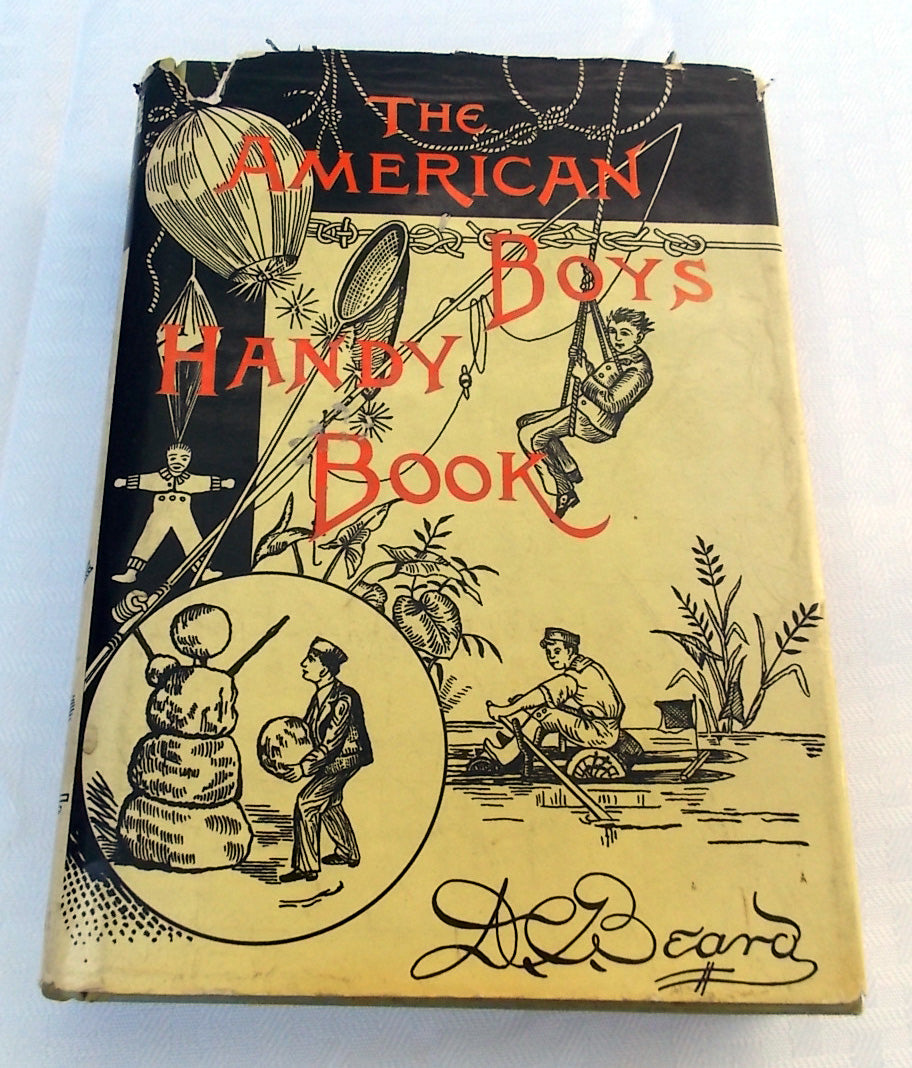 THE
AMERICAN
BOYS
HANDY
BOOK
D.C. Beard